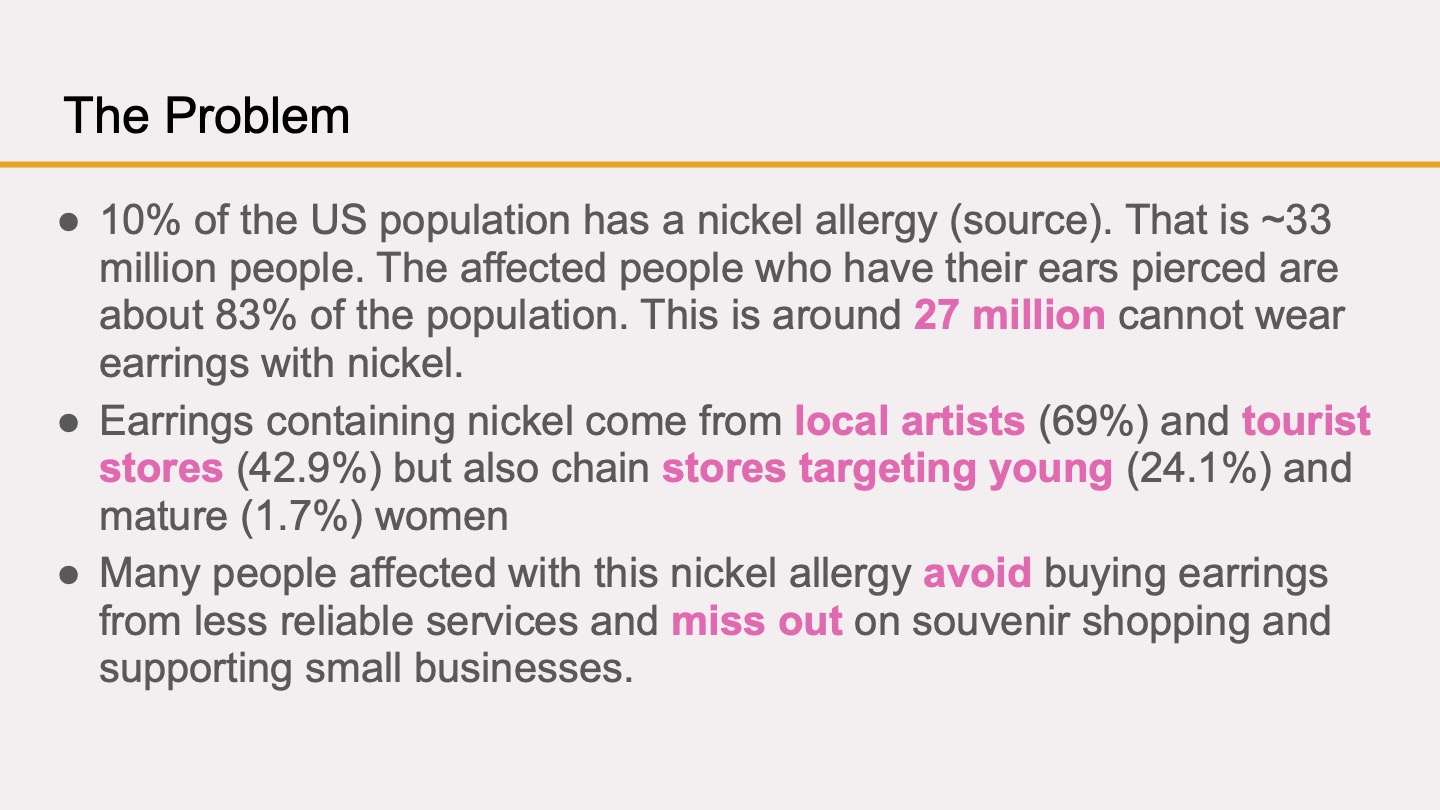 The Problem
● 10% of the US population has a nickel allergy (source). That is ~33
million people. The affected people who have their ears pierced are
about 83% of the population. This is around 27 million cannot wear
earrings with nickel.
● Earrings containing nickel come from local artists (69%) and tourist
stores (42.9%) but also chain stores targeting young (24.1%) and
mature (1.7%) women
● Many people affected with this nickel allergy avoid buying earrings
from less reliable services and miss out on souvenir shopping and
supporting small businesses.